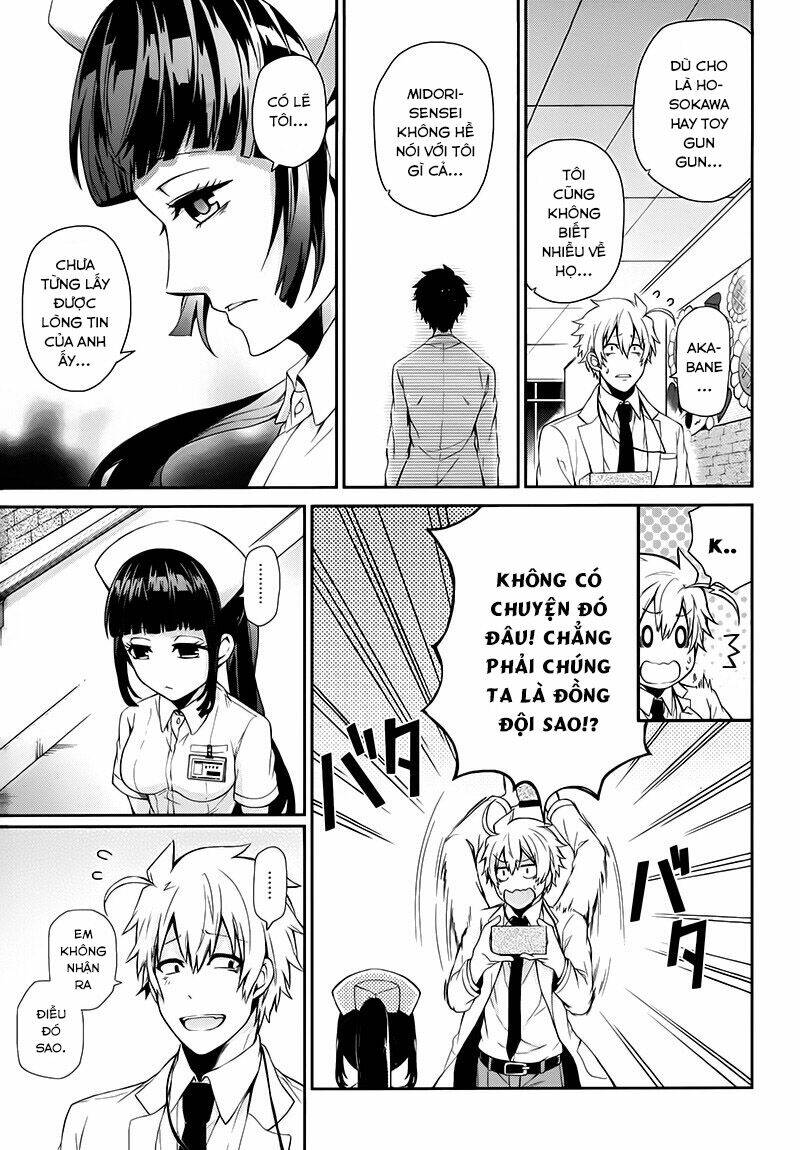 DÙ CHO
LÀ HO-
SOKAWA
HAY TOY
GUN
GUN...
TÔI
CŨNG
KHÔNG
BIẾT
NHIỀU VỀ
HỌ...
AKA-
BANE
...
MIDORI-
SENSEI
KHÔNG HỀ
NÓI VỚI TÔI
GÌ CẢ...
CÓ LẼ
TÔI...
CHƯA
TỪNG LẤY
ĐƯỢC
LÒNG TIN
CỦA ANH
ẤY...
K..
KHÔNG CÓ
CHUYỆN ĐÓ
ĐÂU! CHẲNG
PHẢI CHÚNG
TA LÀ ĐỒNG
ĐỘI SAO!?
バタ
バタ
.........
........
EM
KHÔNG
NHẬN
RA
ĐIỀU
ĐÓ
SAO.